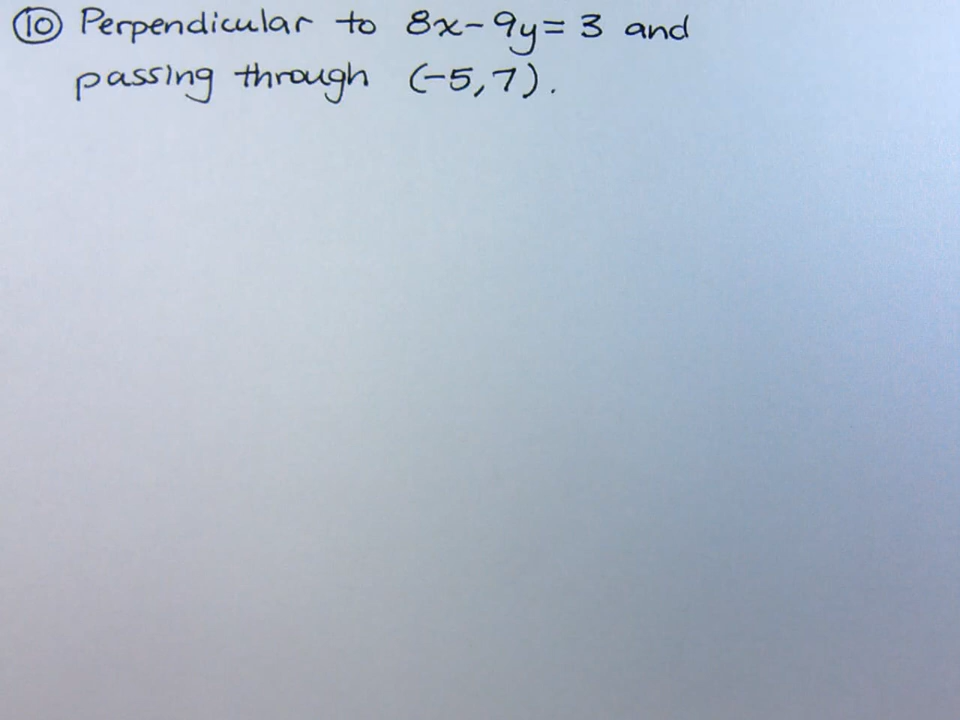 ⑩ Perpendicular to 8x-9y=3 and
passing through (-5,7).